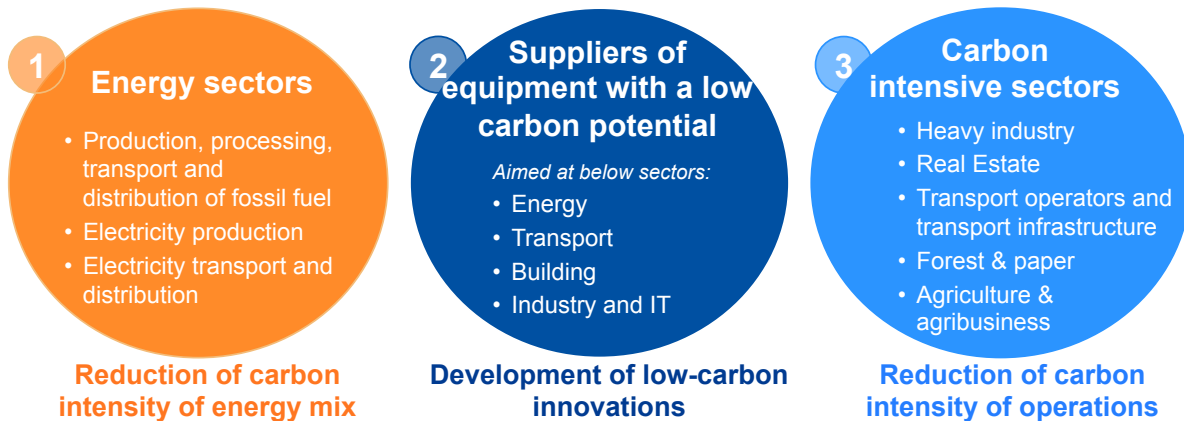 1
Energy sectors
• Production, processing,
transport and
distribution of fossil fuel
• Electricity production
• Electricity transport and
distribution
Reduction of carbon
intensity of energy mix
2
Suppliers of
equipment with a low
carbon potential
Aimed at below sectors:
• Energy
• Transport
• Building
• Industry and IT
Development of low-carbon
innovations
3
Carbon
intensive sectors
• Heavy industry
• Real Estate
• Transport operators and
transport infrastructure
• Forest & paper
• Agriculture &
agribusiness
Reduction of carbon
intensity of operations